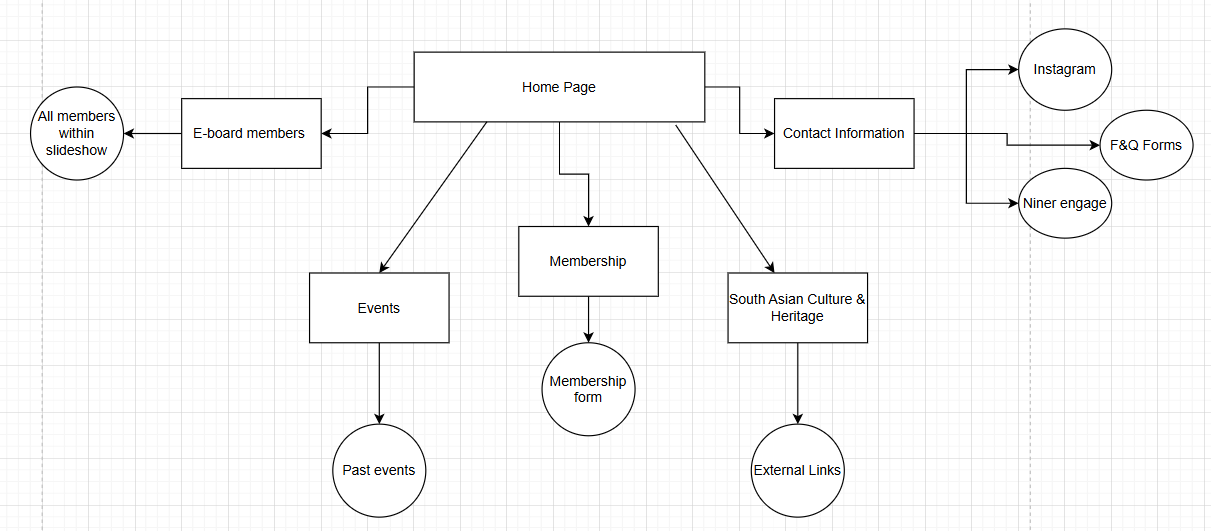 Home Page
Instagram
All members
within
slideshow
E-board members
Contact Information
F&Q Forms
Niner engage
Membership
Events
South Asian Culture &
Heritage
Membership
form
Past events
External Links